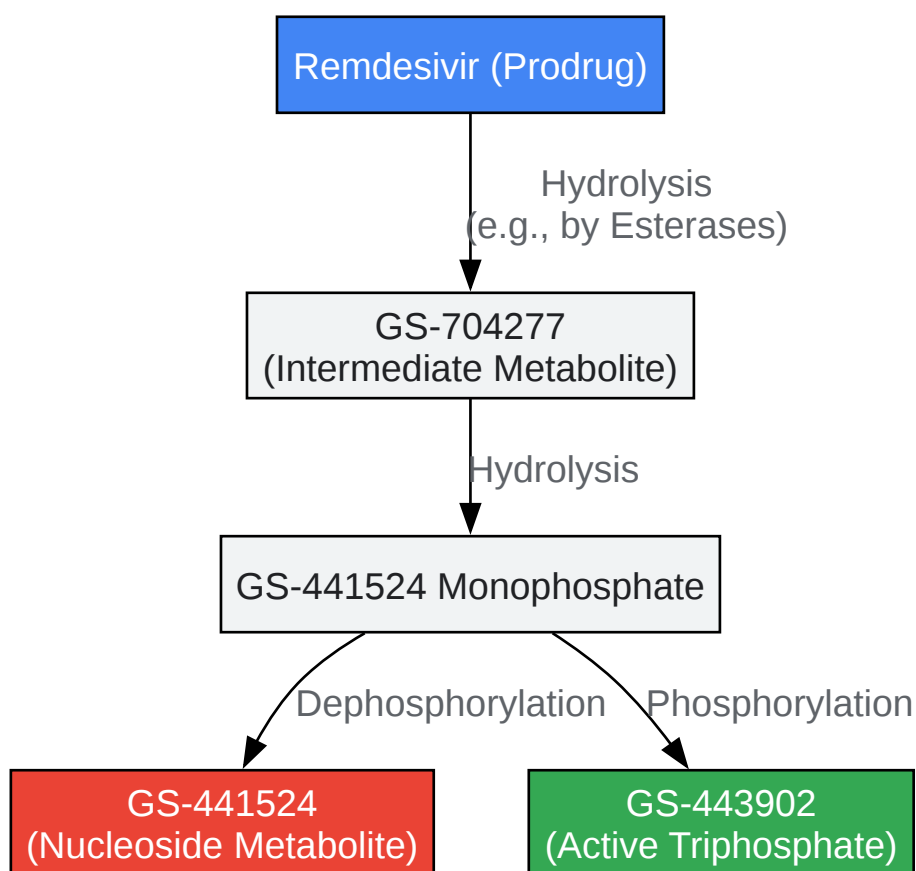 Remdesivir (Prodrug)
Hydrolysis
(e.g., by Esterases)
GS-704277
(Intermediate Metabolite)
Hydrolysis
GS-441524 Monophosphate
Dephosphorylation
Phosphorylation
GS-441524
(Nucleoside Metabolite)
GS-443902
(Active Triphosphate)